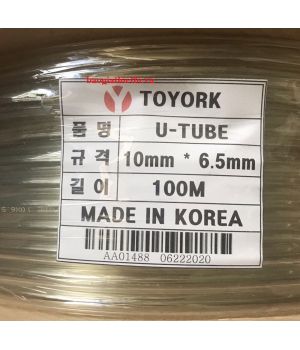 TOYORK
품 명 U-TUBE
규 격 10mm * 6.5mm
길 이 100M
MADE IN KOREA
AA01488 06222020